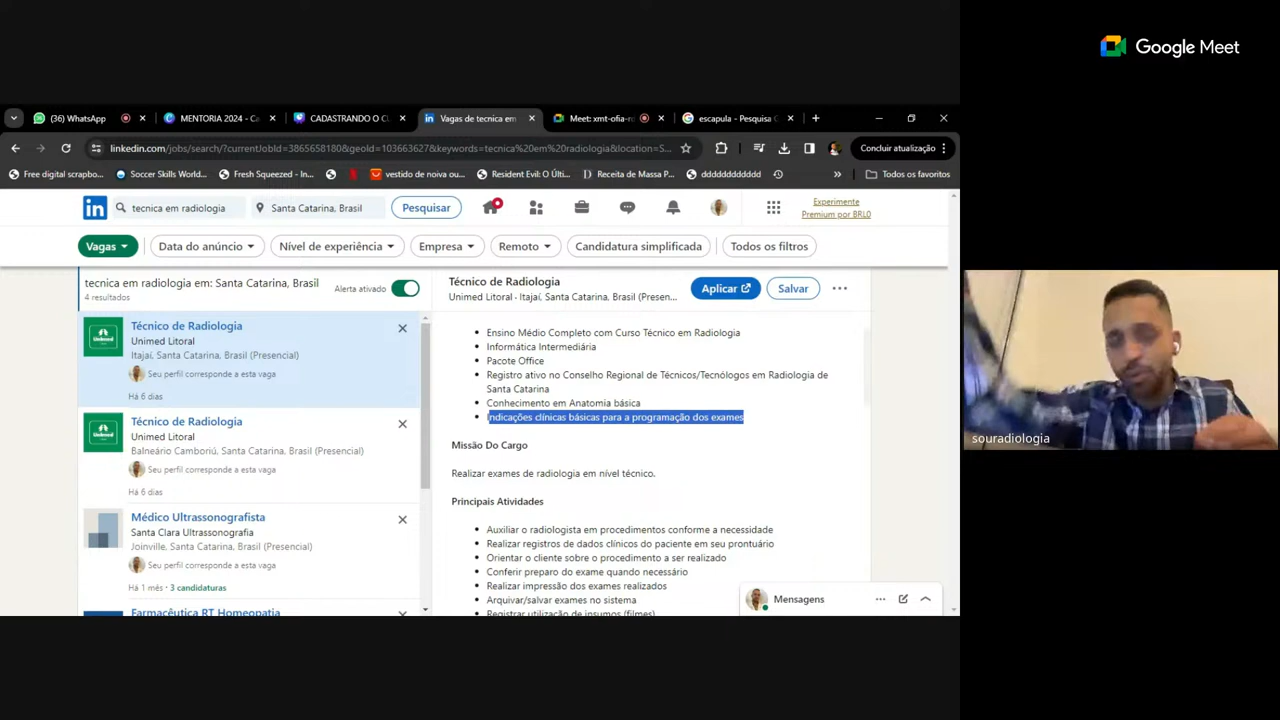 Google Meet
(36) WhatsApp
MENTORIA 2024 - Ca
CADASTRANDO O CU
Vagas de tecnica em
Meet: xmt-ofia-r
escapula - Pesquisa G
linkedin.com/jobs/search/?currentJobId=3865658180&geoId=103663627&keywords=tecnica%20em%20radiologia&location=S...
Concluir atualização
Free digital scrapbo...
Soccer Skills World...
Fresh Squeezed - In...
vestido de noiva ou...
Resident Evil: O Últi...
Receita de Massa P...
ddddddddddd
Todos os favoritos
in
tecnica em radiologia
Santa Catarina, Brasil
Pesquisar
Experimente
Premium por BRL0
Vagas
Data do anúncio
Nível de experiência
Empresa
Remoto
Candidatura simplificada
Todos os filtros
tecnica em radiologia em: Santa Catarina, Brasil
4 resultados
Alerta ativado
Técnico de Radiologia
Unimed Litoral
Itajaí, Santa Catarina, Brasil (Presencial)
Seu perfil corresponde a esta vaga
Há 6 dias
Técnico de Radiologia
Unimed Litoral
Balneário Camboriú, Santa Catarina, Brasil (Presencial)
Seu perfil corresponde a esta vaga
Há 6 dias
Médico Ultrassonografista
Santa Clara Ultrasonografia
Joinville, Santa Catarina, Brasil (Presencial)
Seu perfil corresponde a esta vaga
Há 1 mês · 3 candidaturas
Farmacêutica RT Homeopatia
Técnico de Radiologia
Unimed Litoral · Itajaí, Santa Catarina, Brasil (Presen...
Aplicar
Salvar
Ensino Médio Completo com Curso Técnico em Radiologia
Informática Intermediária
Pacote Office
Registro ativo no Conselho Regional de Técnicos/Tecnólogos em Radiologia de
Santa Catarina
Conhecimento em Anatomia básica
Indicações clínicas básicas para a programação dos exames
Missão Do Cargo
Realizar exames de radiologia em nível técnico.
Principais Atividades
Auxiliar o radiologista em procedimentos conforme a necessidade
Realizar registros de dados clínicos do paciente em seu prontuário
Orientar o cliente sobre o procedimento a ser realizado
Conferir preparo do exame quando necessário
Realizar impressão dos exames realizados
Arquivar/salvar exames no sistema
Registrar utilização de insumos (filmes)
Mensagens
souradiologia